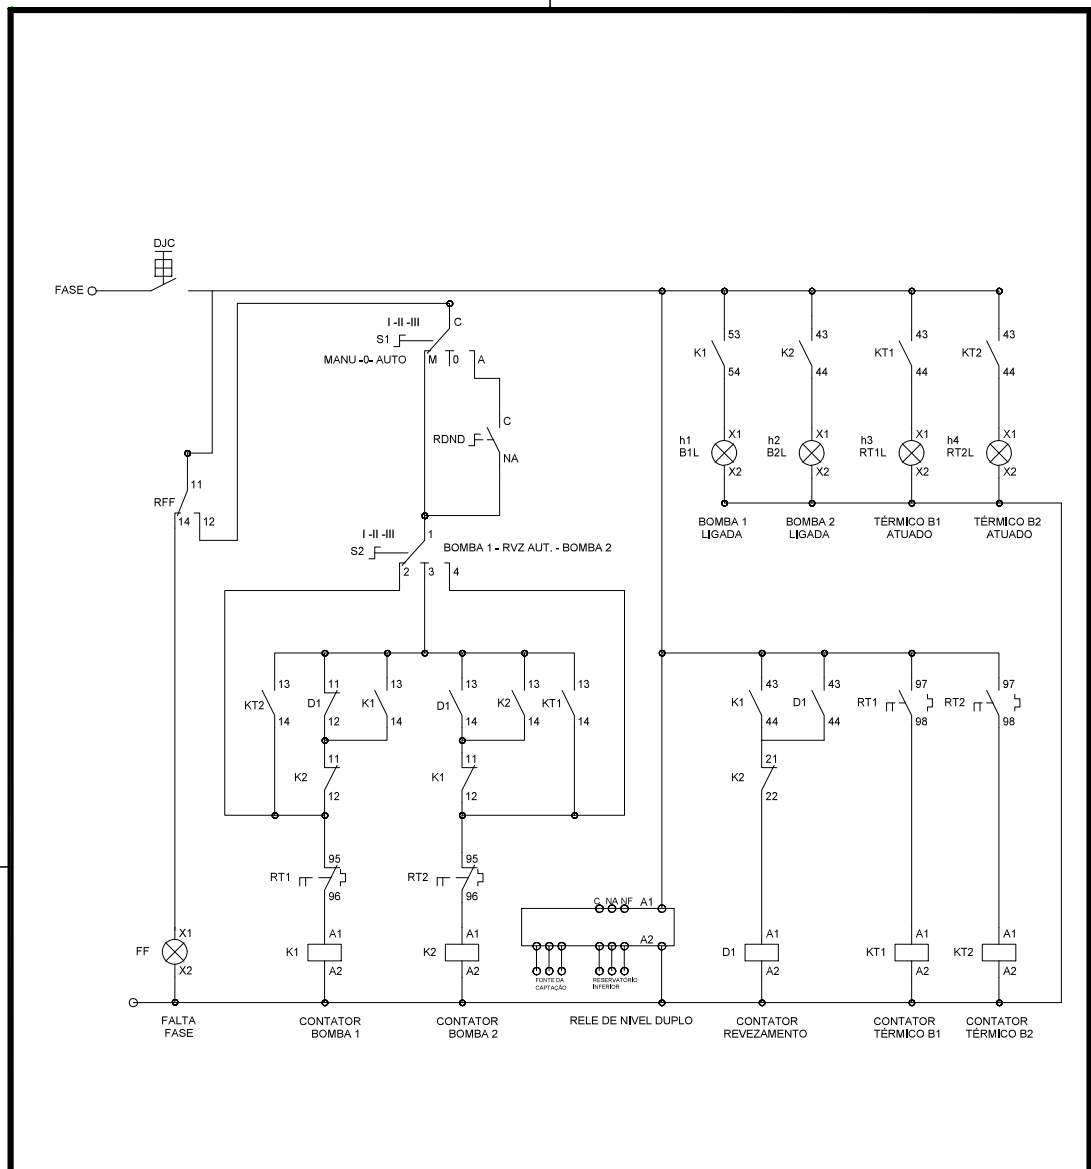 DJC
FASE
I -II -III
C
S1
MANU -0- AUTO
M
0
A
C
RDND
NA
11
RFF
14
12
I -II -III
1
S2
BOMBA 1 - RVZ AUT. - BOMBA 2
2
3
4
53
K1
54
43
K2
44
43
KT1
44
43
KT2
44
h1
B1L
X1
X2
h2
B2L
X1
X2
h3
RT1L
X1
X2
h4
RT2L
X1
X2
BOMBA 1
LIGADA
BOMBA 2
LIGADA
TÉRMICO B1
ATUADO
TÉRMICO B2
ATUADO
13
KT2
14
11
D1
12
13
K1
14
13
D1
14
13
K2
14
13
KT1
14
43
K1
44
43
D1
44
97
RT1
98
97
RT2
98
11
K2
12
11
K1
12
21
K2
22
95
RT1
96
95
RT2
96
C NA NF A1
A2
FONTE DA
CAPTAÇÃO
RESERVATÓRIO
INFERIOR
X1
FF
X2
A1
K1
A2
A1
K2
A2
A1
D1
A2
A1
KT1
A2
A1
KT2
A2
FALTA
FASE
CONTATOR
BOMBA 1
CONTATOR
BOMBA 2
RELE DE NIVEL DUPLO
CONTATOR
REVEZAMENTO
CONTATOR
TÉRMICO B1
CONTATOR
TÉRMICO B2